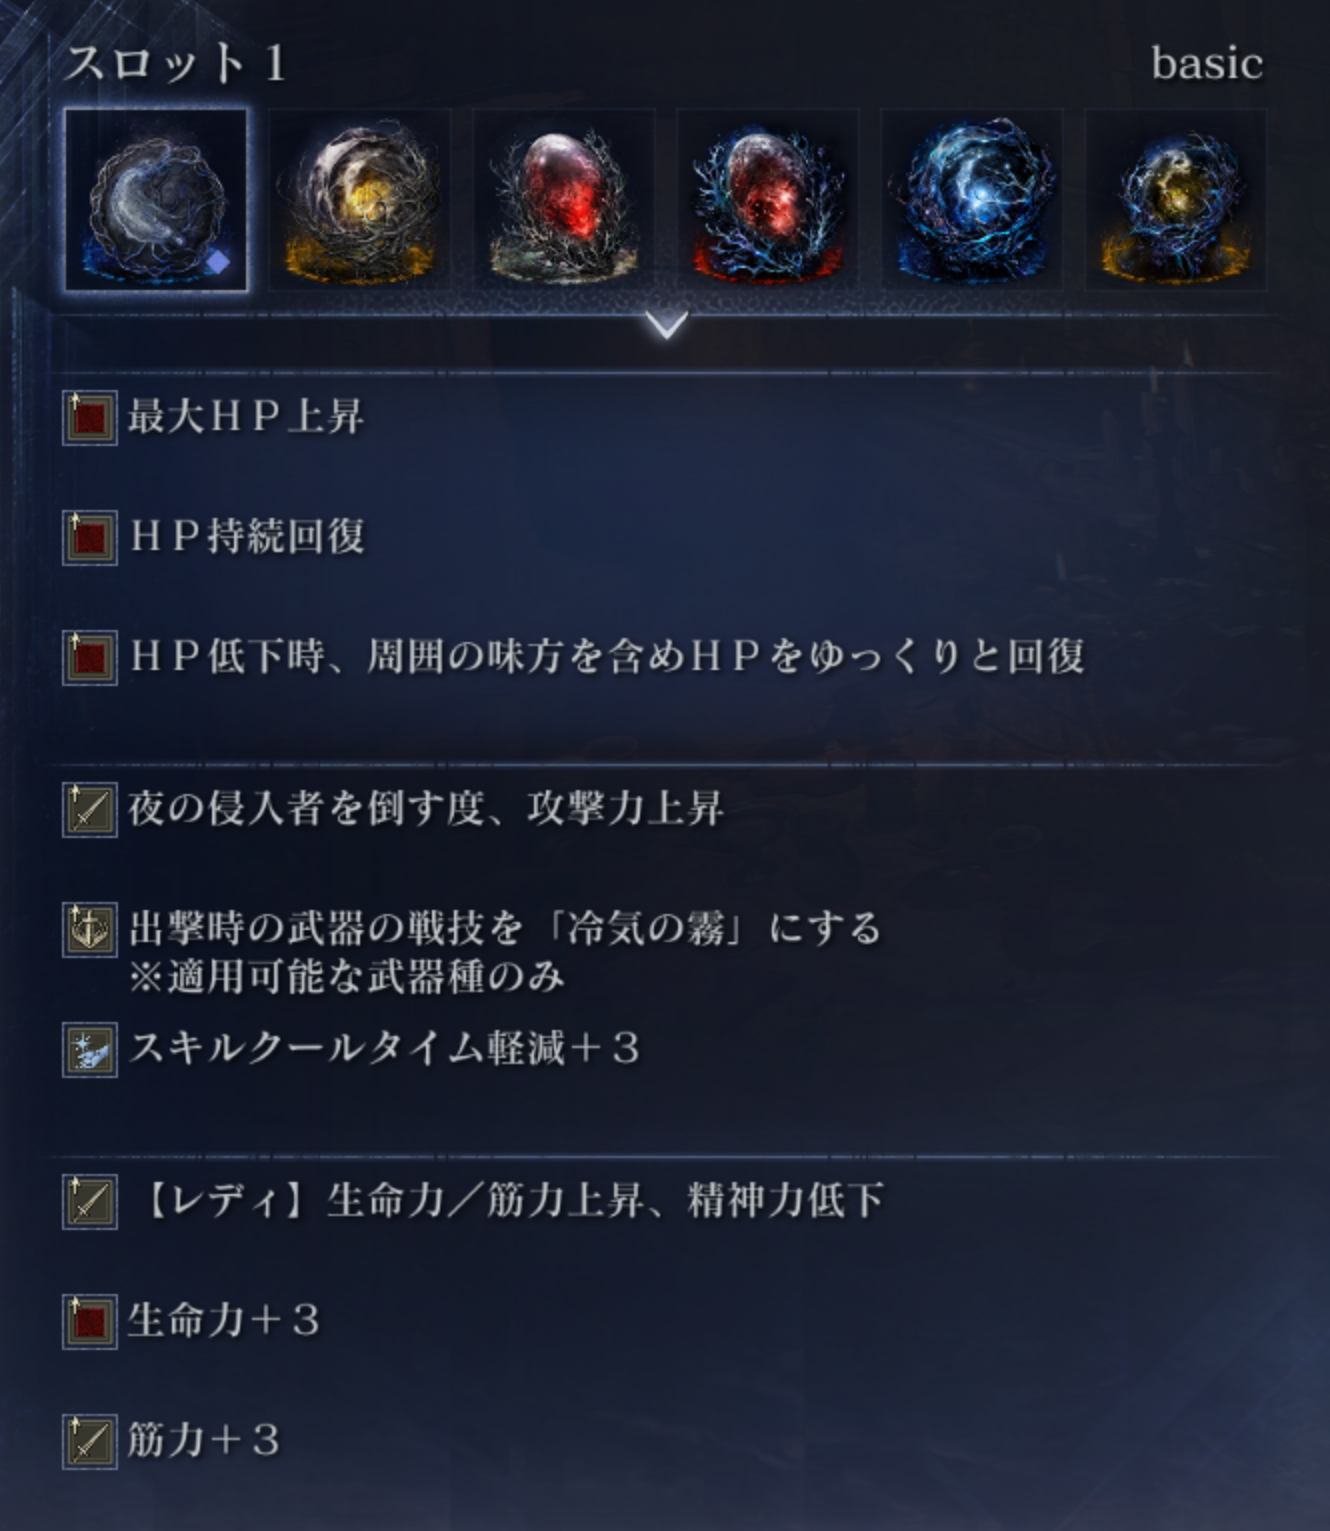 スロット1
basic
最大HP上昇
HP持続回復
HP低下時、周囲の味方を含めHPをゆっくりと回復
夜の侵入者を倒す度、攻撃力上昇
出撃時の武器の戦技を「冷気の霧」にする
※適用可能な武器種のみ
スキルクールタイム軽減+3
【レディ】生命力/筋力上昇、精神力低下
生命力+3
筋力+3